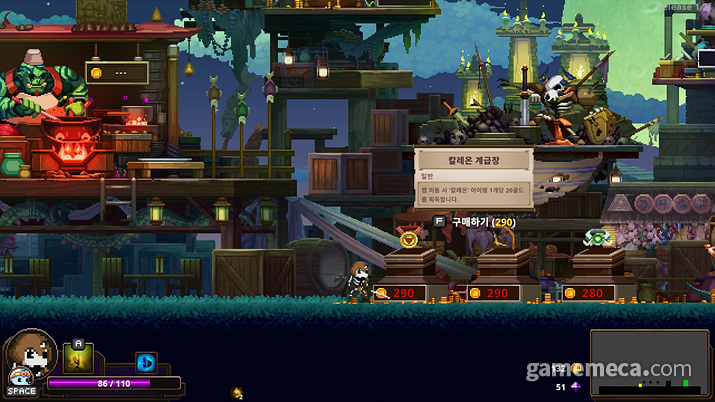 ---
칼레온 계급장
일반
맵 이동 시 '칼레온' 아이템 1개당 20골드
를 획득합니다.
F 구매하기 (290)
290
290
280
A
86 / 110
SPACE
2
51
gamemeca.com